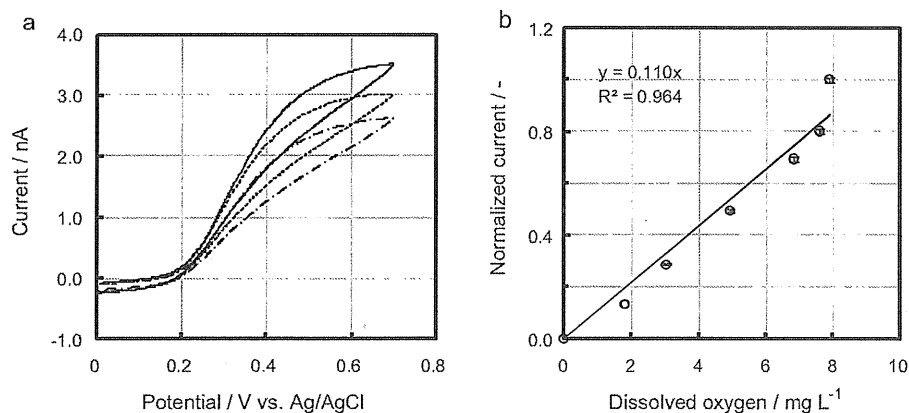 a
4.0
3.0
2.0
1.0
0.0
-1.0
0 0.2 0.4 0.6 0.8
Current / nA
Potential / V vs. Ag/AgCl
b
1.2
0.8
0.4
0.0
0 2 4 6 8 10
y = 0.110x
R² = 0.964
Normalized current / -
Dissolved oxygen / mg L⁻¹